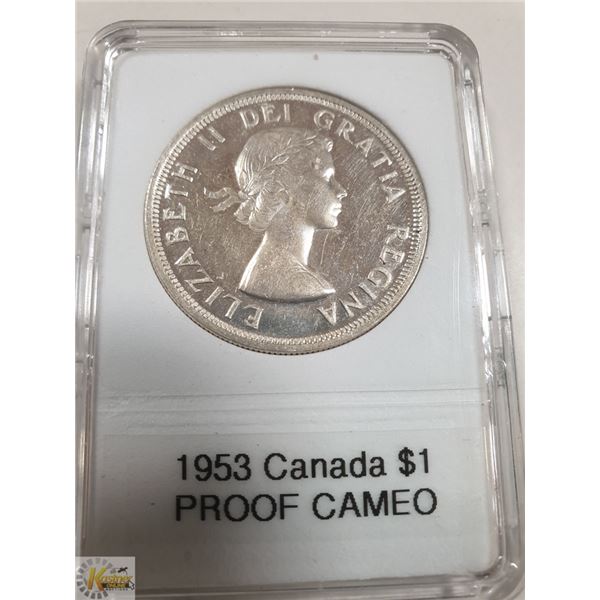 ELIZABETH II DEI GRATIA REGINA
1953 Canada $1
PROOF CAMEO